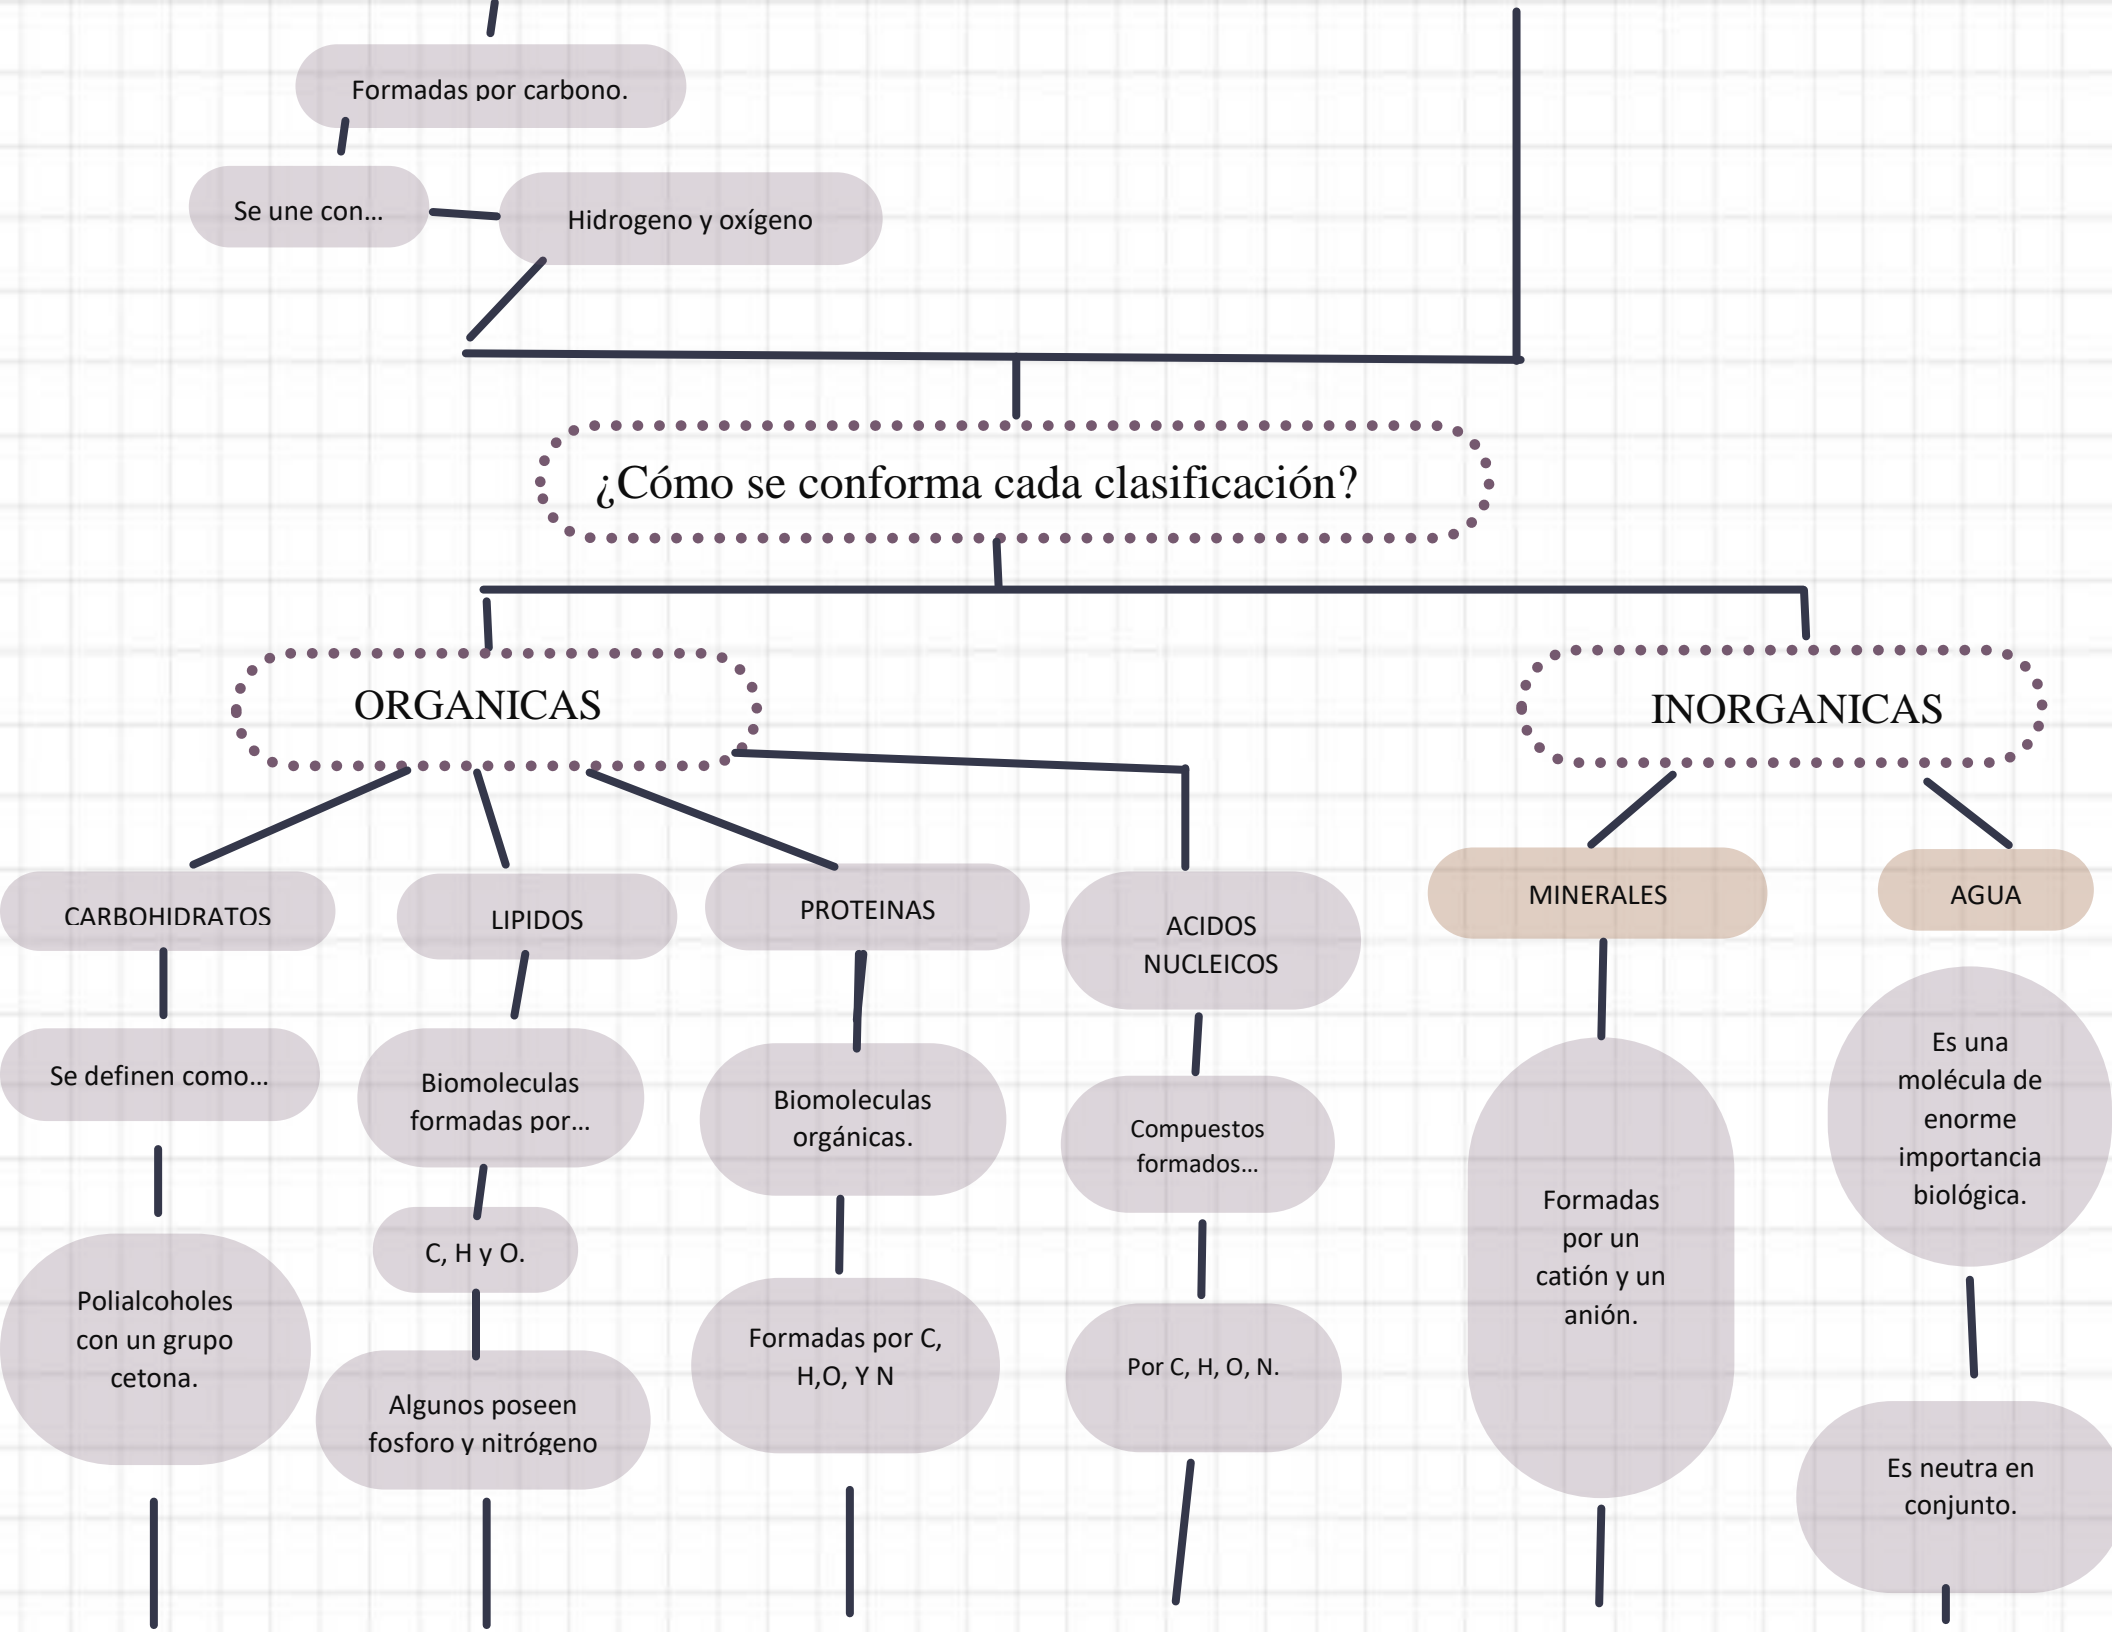 Formadas por carbono.
Se une con...
Hidrogeno y oxígeno
¿Cómo se conforma cada clasificación?
ORGANICAS
INORGANICAS
CARBOHIDRATOS
LIPIDOS
PROTEINAS
ACIDOS
NUCLEICOS
MINERALES
AGUA
Se definen como...
Biomoleculas
formadas por...
Biomoleculas
orgánicas.
Compuestos
formados...
Formadas
por un
catión y un
anión.
Es una
molécula de
enorme
importancia
biológica.
Polialcoholes
con un grupo
cetona.
C, H y O.
Algunos poseen
fosforo y nitrógeno
Formadas por C,
H,O, Y N
Por C, H, O, N.
Es neutra en
conjunto.